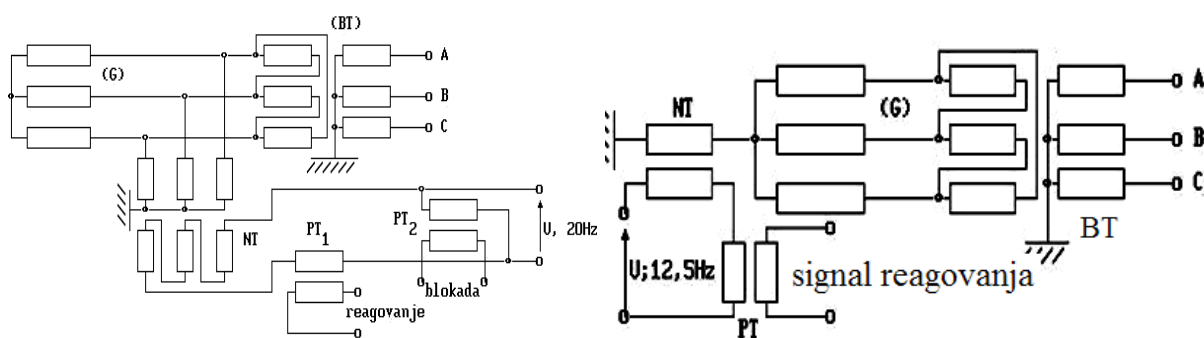 (BT)
A
(G)
B
C
NT
PT1
PT2
U, 20Hz
blokada
reagovanje
A
NT
(G)
B
C
BT
U;12,5Hz
signal reagovanja
PT